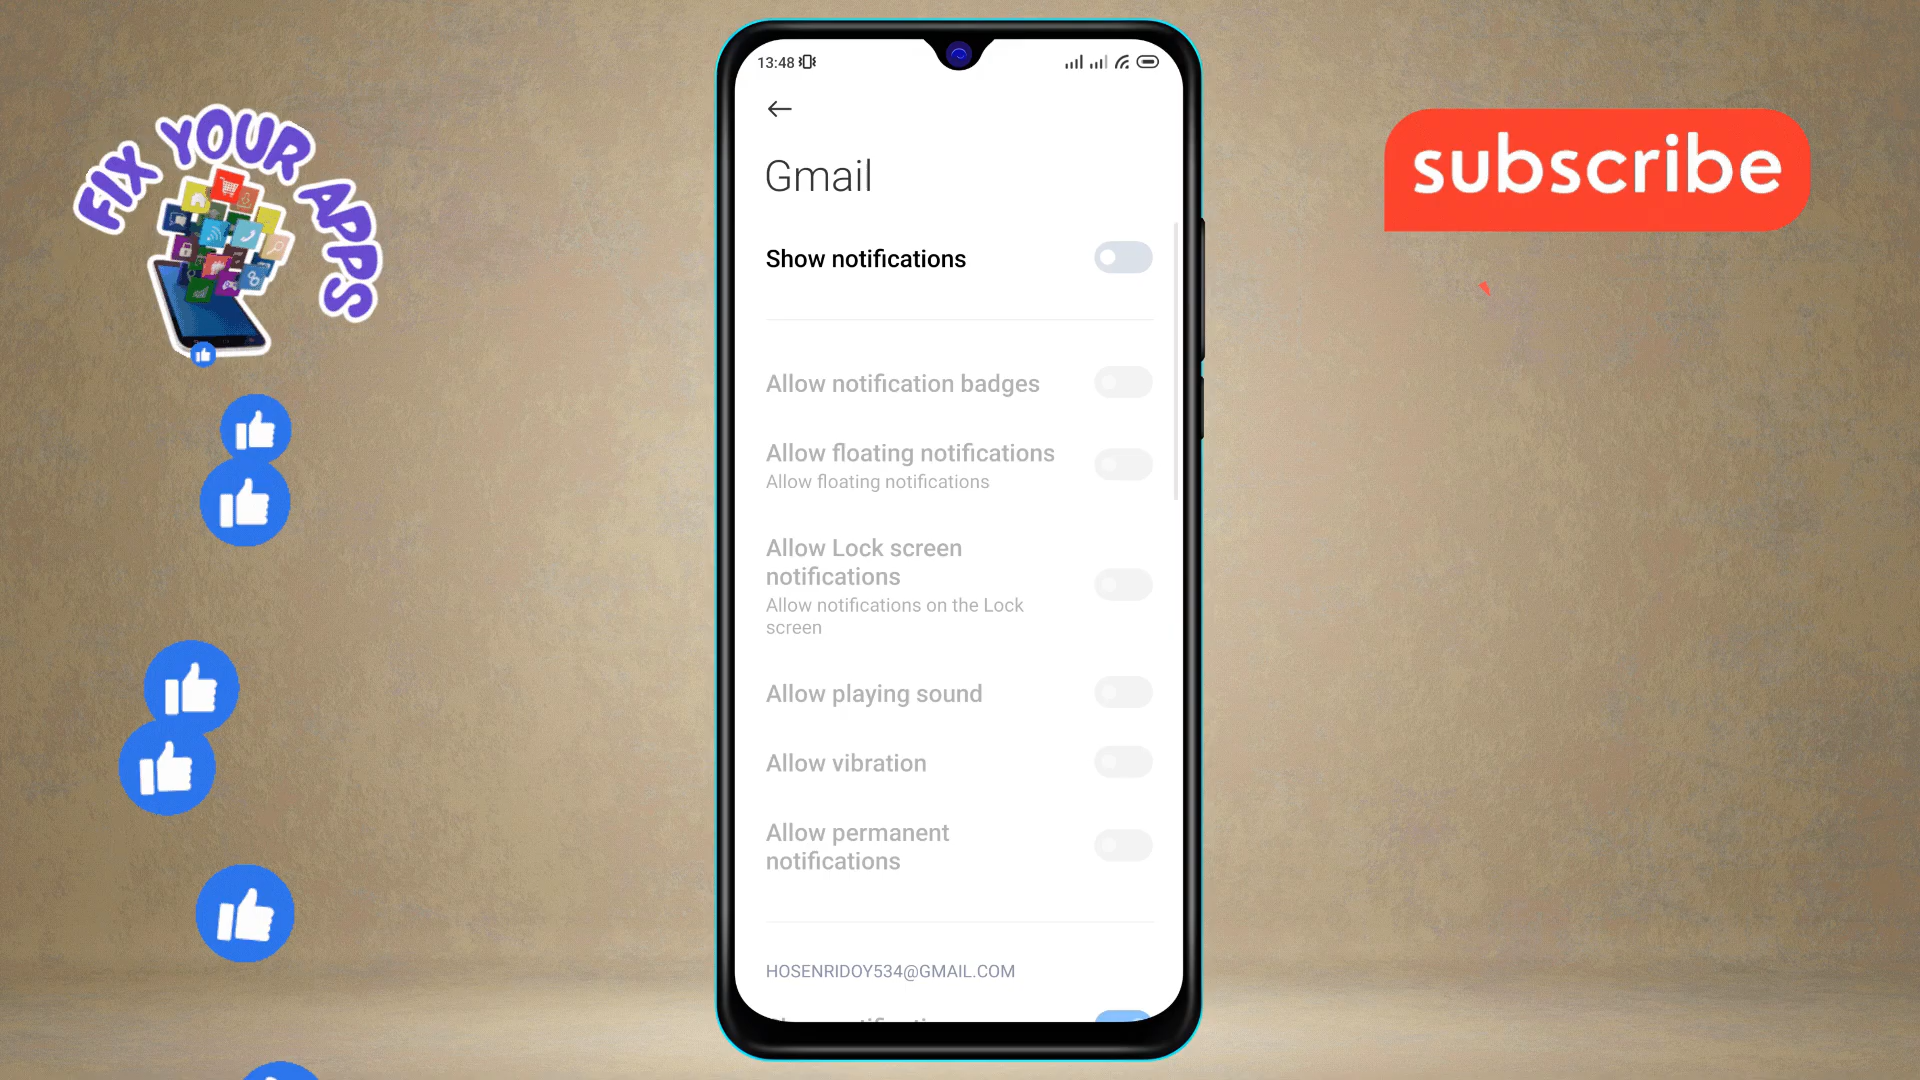 FIX YOUR APPS
13:48
Gmail
Show notifications
Allow notification badges
Allow floating notifications
Allow floating notifications
Allow Lock screen
notifications
Allow notifications on the Lock
screen
Allow playing sound
Allow vibration
Allow permanent
notifications
HOSENRIDOY534@GMAIL.COM
subscribe